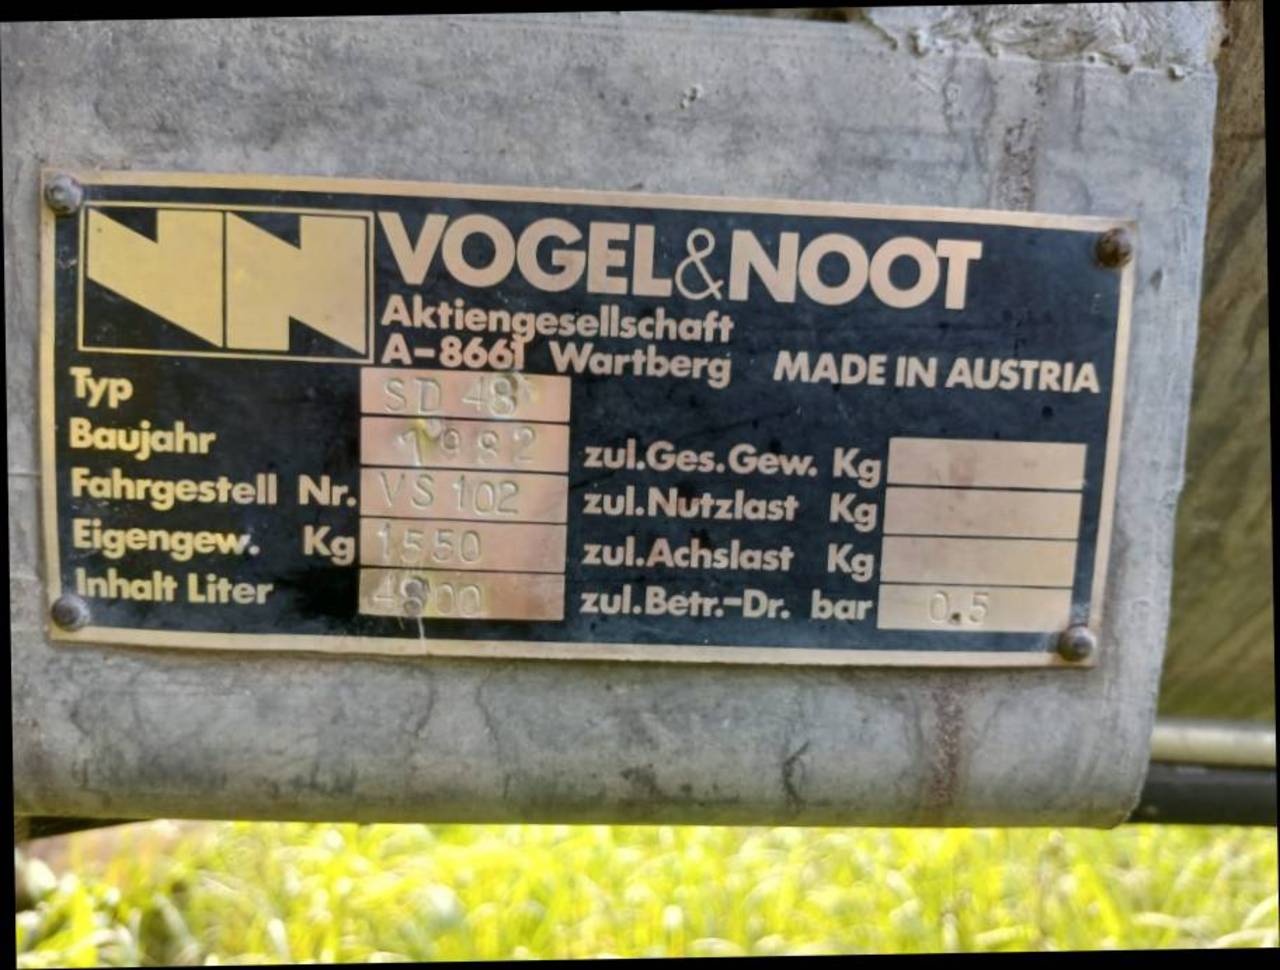 VN VOGEL&NOOT
Aktiengesellschaft
A-8661 Wartberg MADE IN AUSTRIA
Typ SD 48
Baujahr 1982 zul.Ges.Gew. Kg
Fahrgestell Nr. VS 102 zul.Nutzlast Kg
Eigengew. Kg 1550 zul.Achslast Kg
Inhalt Liter 4800 zul.Betr.-Dr. bar 0.5